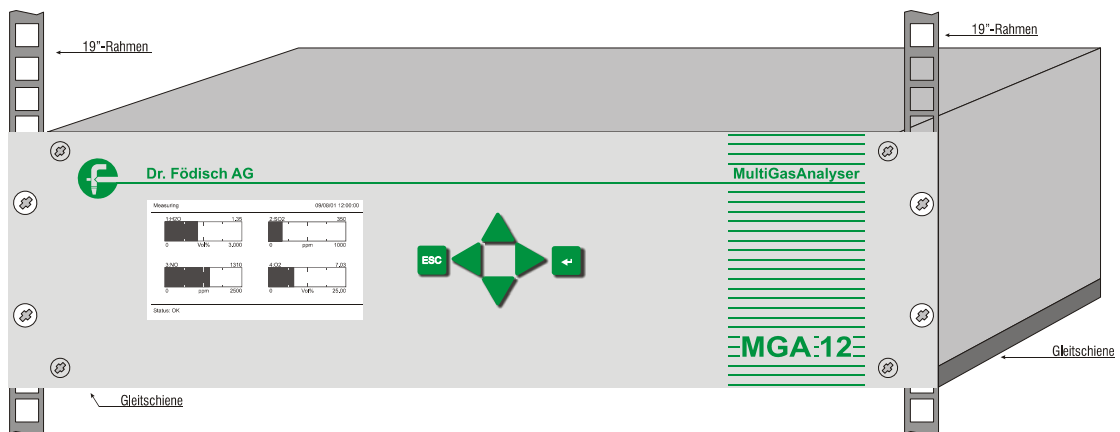 19"-Rahmen
19"-Rahmen
Dr. Födisch AG
MultiGasAnalyser
Measuring 09/08/01 12:00:00
1:H2O 1,35
0 Vol% 3,000
2:SO2 350
0 ppm 1000
3:NO 1310
0 ppm 2500
4:O2 7,03
0 Vol% 25,00
Status: OK
ESC
MGA-12
Gleitschiene
Gleitschiene